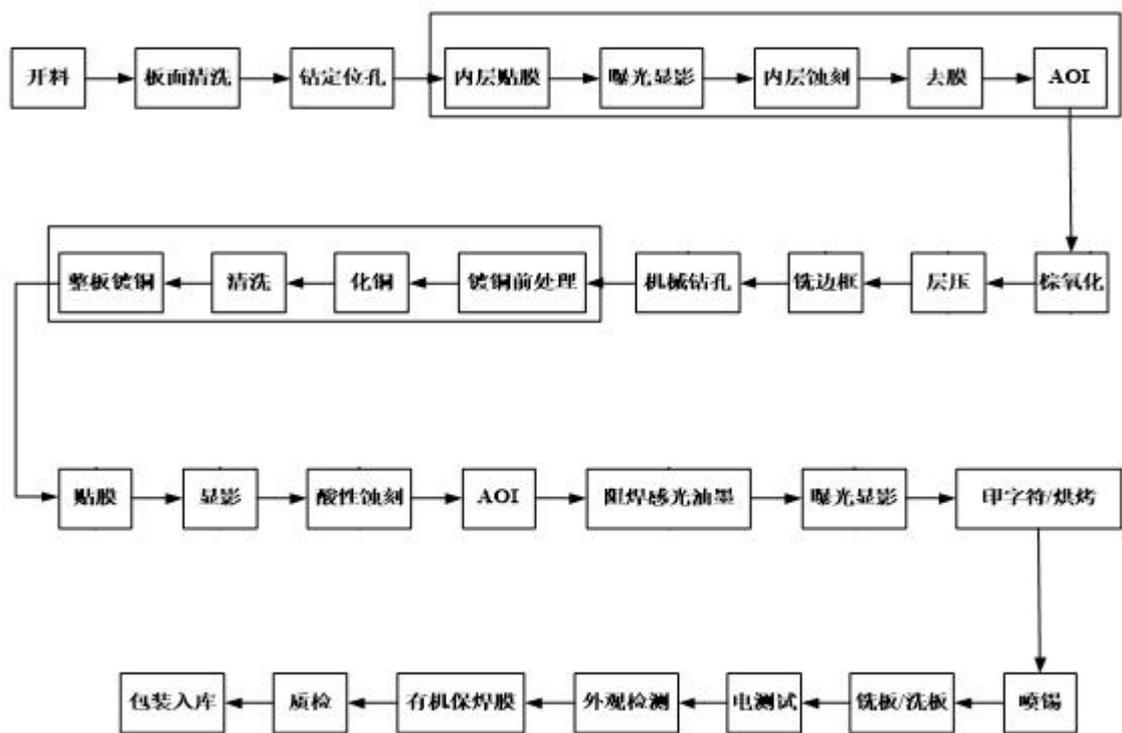 开料 板面清洗 钻定位孔 内层贴膜 曝光显影 内层蚀刻 去膜 AOI
整板镀铜 清洗 化铜 镀铜前处理 机械钻孔 铣边框 层压 棕氧化
贴膜 显影 酸性蚀刻 AOI 阻焊感光油墨 曝光显影 印字符/烘烤
包装入库 质检 有机保焊膜 外观检测 电测试 铣板/洗板 喷锡